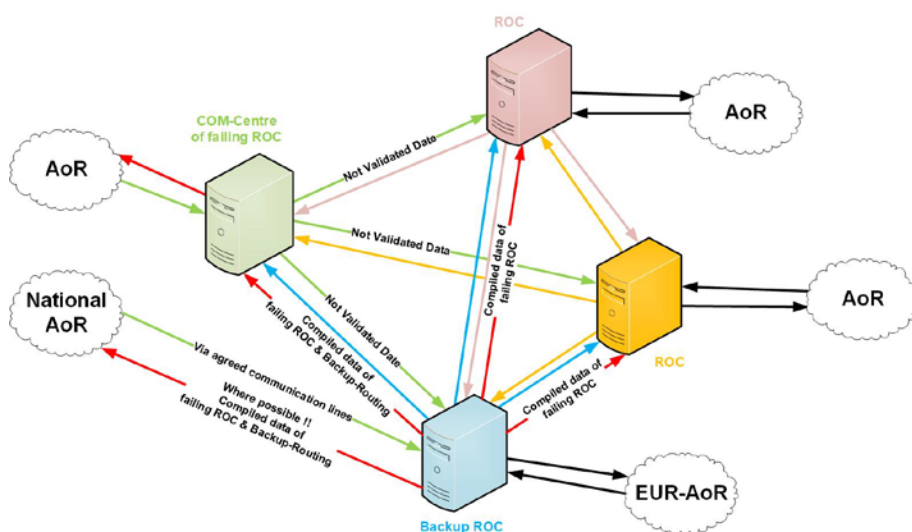 ROC
COM-Centre
of failing ROC
AoR
AoR
Not Validated Date
Not Validated Data
Compiled data of
failing ROC
National
AoR
Not Validated Date
Compiled data of
failing ROC & Backup-Routing
AoR
ROC
Via agreed communication lines
Where possible !!
Compiled data of
failing ROC & Backup-Routing
Compiled data of
failing ROC
EUR-AoR
Backup ROC